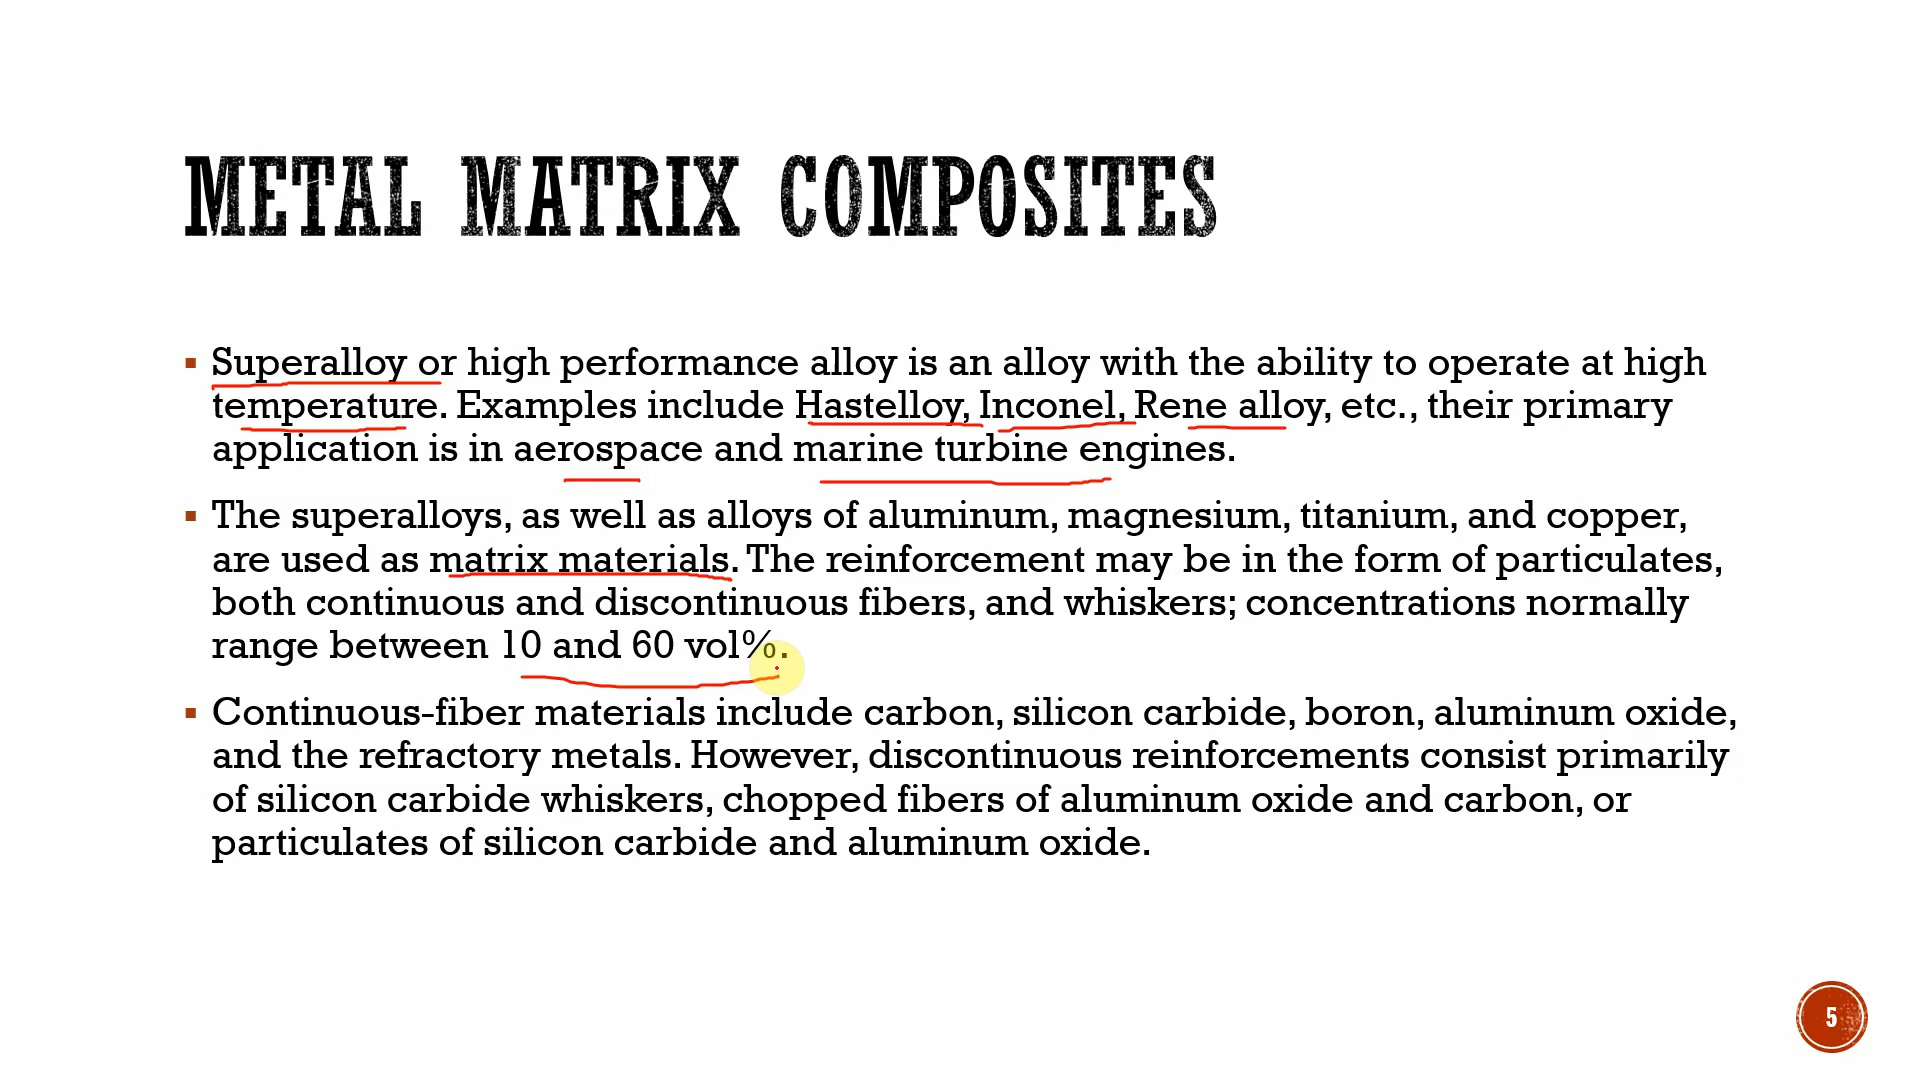 METAL MATRIX COMPOSITES
▪ Superalloy or high performance alloy is an alloy with the ability to operate at high
temperature. Examples include Hastelloy, Inconel, Rene alloy, etc., their primary
application is in aerospace and marine turbine engines.
▪ The superalloys, as well as alloys of aluminum, magnesium, titanium, and copper,
are used as matrix materials. The reinforcement may be in the form of particulates,
both continuous and discontinuous fibers, and whiskers; concentrations normally
range between 10 and 60 vol%.
▪ Continuous-fiber materials include carbon, silicon carbide, boron, aluminum oxide,
and the refractory metals. However, discontinuous reinforcements consist primarily
of silicon carbide whiskers, chopped fibers of aluminum oxide and carbon, or
particulates of silicon carbide and aluminum oxide.
5